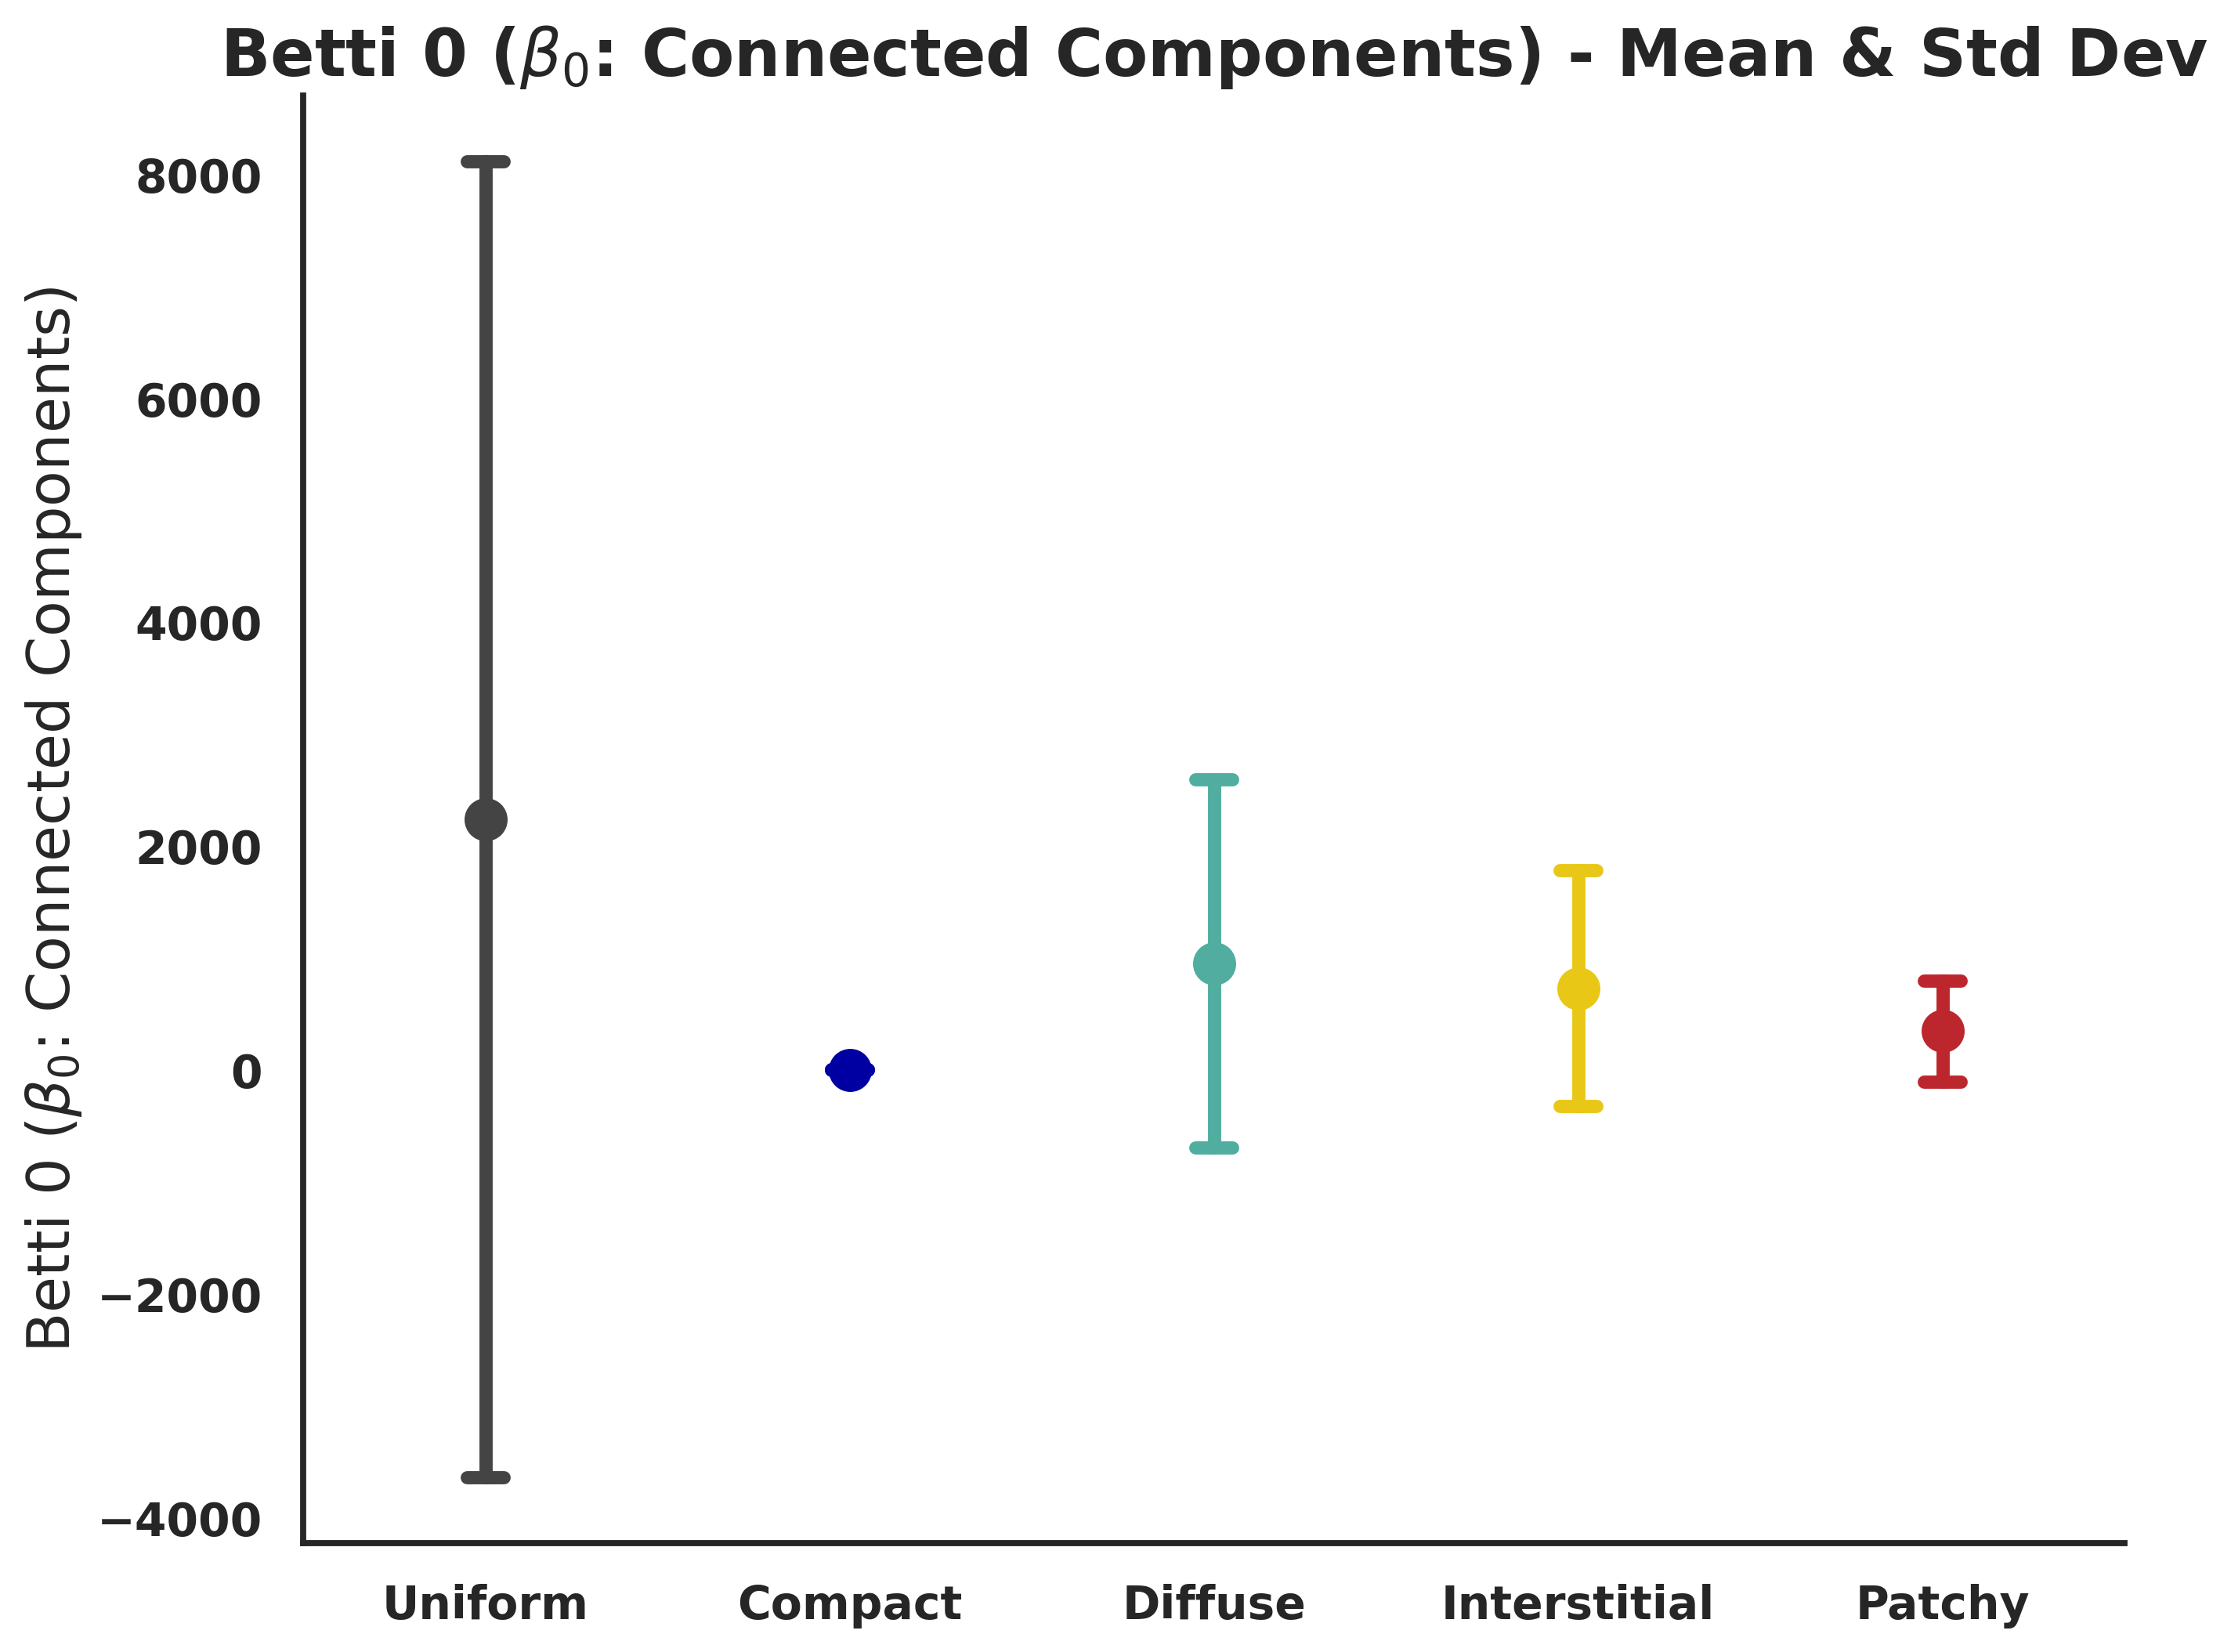 Betti 0 (β₀: Connected Components) - Mean & Std Dev
Betti 0 (β₀: Connected Components)
8000
6000
4000
2000
0
−2000
−4000
Uniform Compact Diffuse Interstitial Patchy